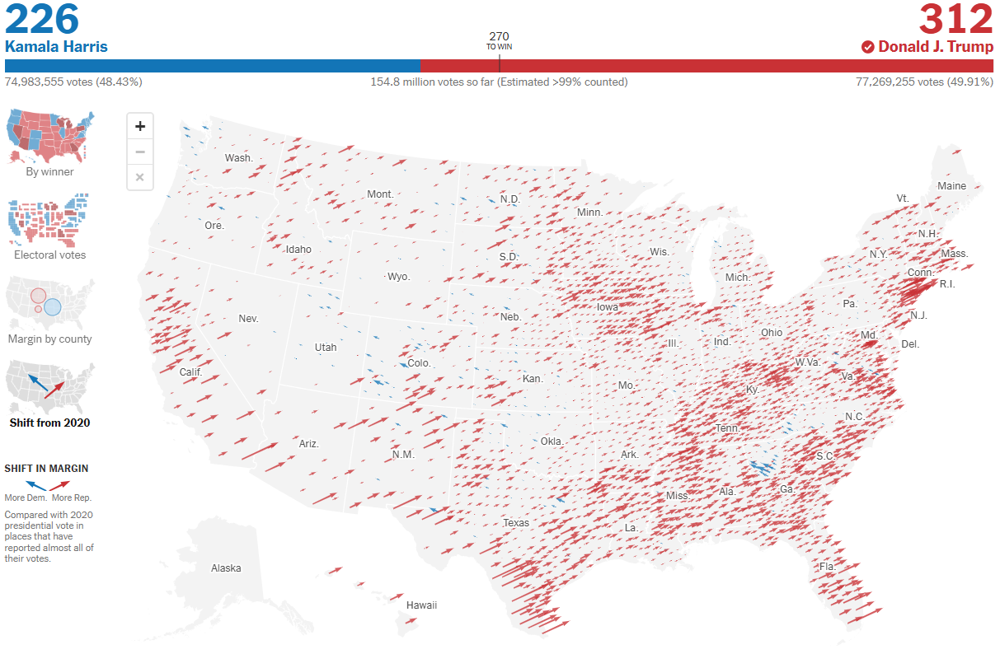 226
312
Kamala Harris
270
TO WIN
Donald J. Trump
74,983,555 votes (48.43%)
154.8 million votes so far (Estimated >99% counted)
77,269,255 votes (49.91%)
By winner
Electoral votes
Margin by county
Shift from 2020
SHIFT IN MARGIN
More Dem. More Rep.
Compared with 2020
presidential vote in
places that have
reported almost all of
their votes.
+
−
×
Wash.
Mont.
N.D.
Minn.
Maine
Vt.
Ore.
Idaho
S.D.
Wis.
Mich.
N.Y.
N.H.
Mass.
Wyo.
Conn.
R.I.
Nev.
Neb.
Iowa
Pa.
N.J.
Utah
Ill.
Ind.
Ohio
Md.
Del.
Calif.
Colo.
Kan.
Mo.
Ky.
W.Va.
Va.
Ariz.
N.M.
Okla.
Ark.
Tenn.
N.C.
S.C.
Texas
La.
Miss.
Ala.
Ga.
Fla.
Alaska
Hawaii